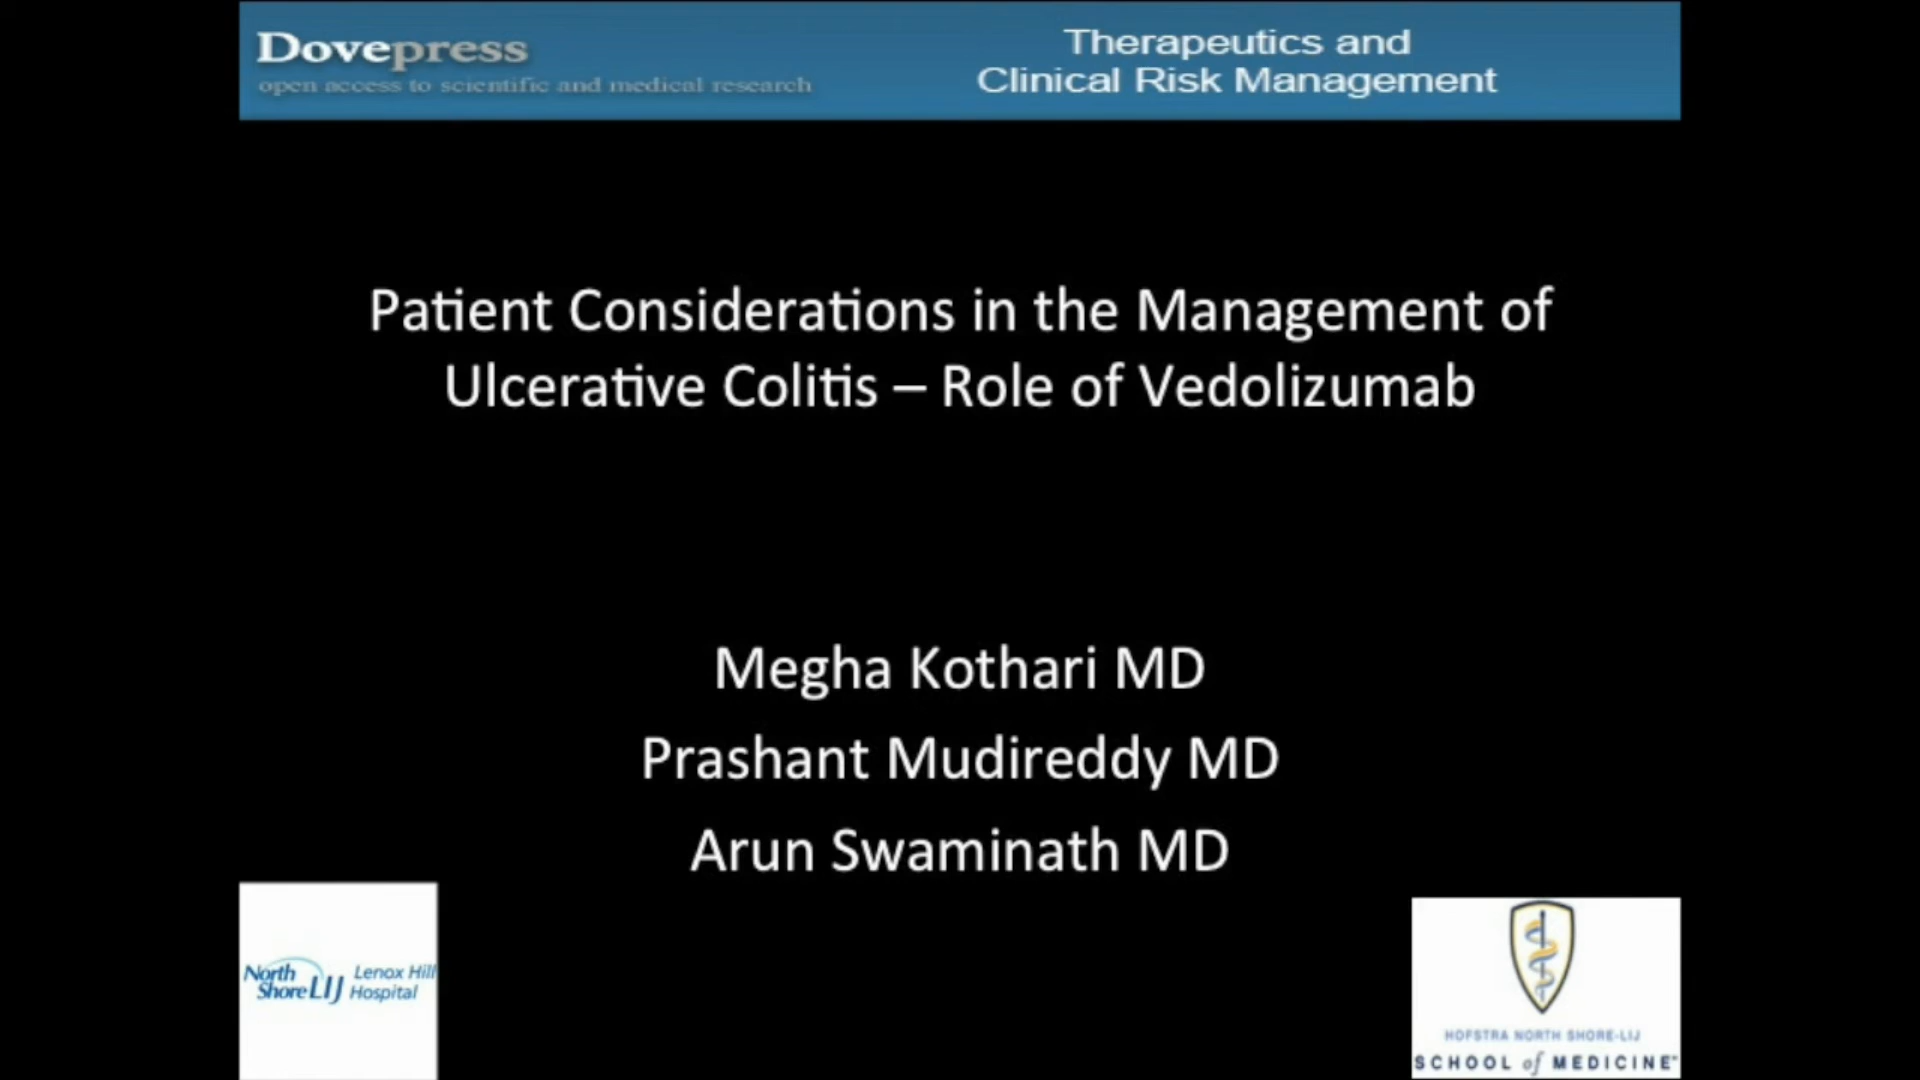 Dovepress
open access to scientific and medical research
Therapeutics and
Clinical Risk Management
Patient Considerations in the Management of
Ulcerative Colitis – Role of Vedolizumab
Megha Kothari MD
Prashant Mudireddy MD
Arun Swaminath MD
North
Shore LIJ
Lenox Hill
Hospital
HOFSTRA NORTH SHORE-LIJ
SCHOOL of MEDICINE™